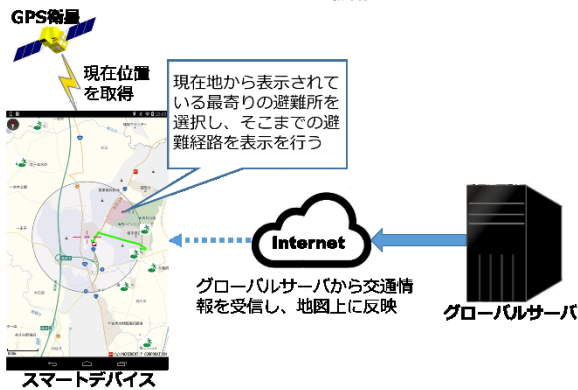 GPS衛星
現在位置
を取得
現在地から表示されて
いる最寄りの避難所を
選択し、そこまでの避
難経路を表示を行う
Internet
グローバルサーバから交通情
報を受信し、地図上に反映
グローバルサーバ
スマートデバイス